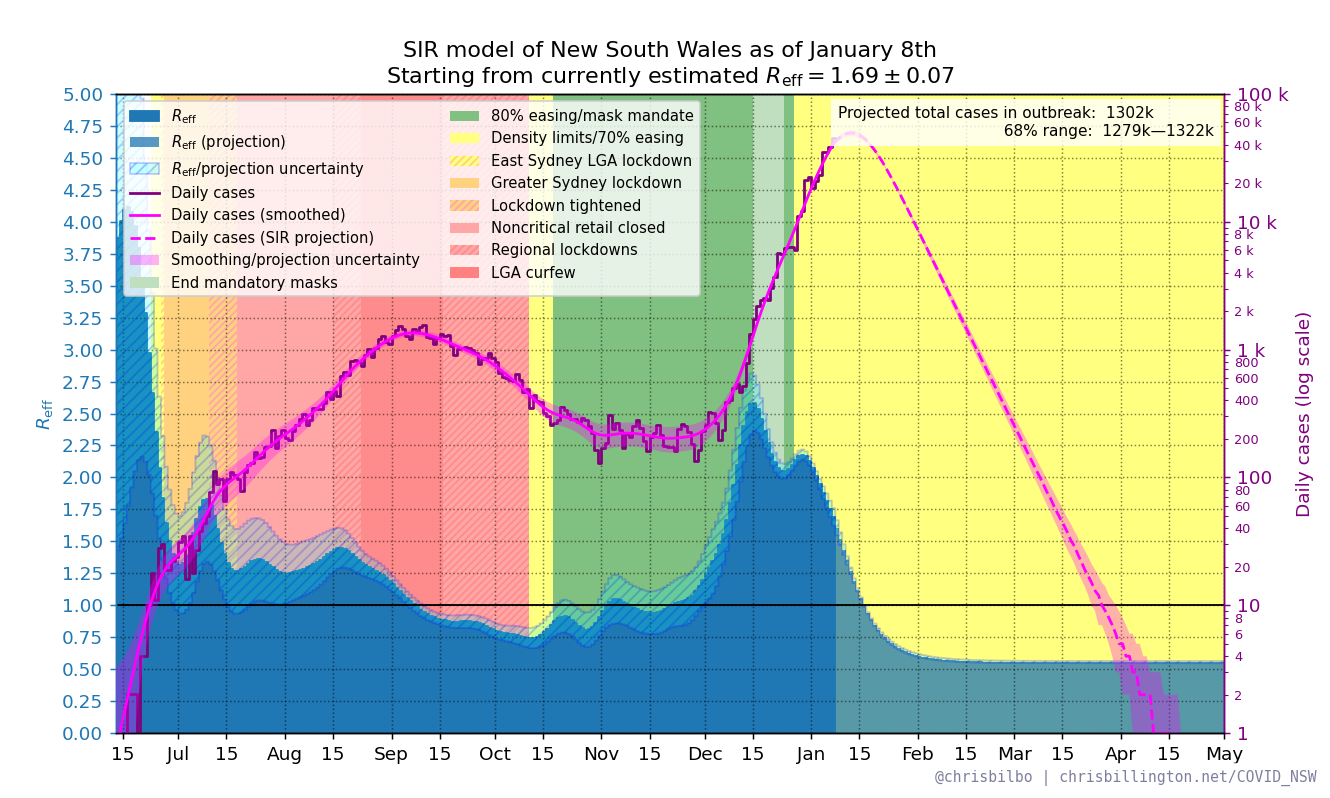 SIR model of New South Wales as of January 8th
Starting from currently estimated Reff = 1.69 ± 0.07
Reff
5.00
4.75
4.50
4.25
4.00
3.75
3.50
3.25
3.00
2.75
2.50
2.25
2.00
1.75
1.50
1.25
1.00
0.75
0.50
0.25
0.00
Reff
Reff (projection)
Reff/projection uncertainty
Daily cases
Daily cases (smoothed)
Daily cases (SIR projection)
Smoothing/projection uncertainty
End mandatory masks
80% easing/mask mandate
Density limits/70% easing
East Sydney LGA lockdown
Greater Sydney lockdown
Lockdown tightened
Noncritical retail closed
Regional lockdowns
LGA curfew
Projected total cases in outbreak: 1302k
68% range: 1279k—1322k
100 k
80 k
60 k
40 k
20 k
10 k
8 k
6 k
4 k
2 k
1 k
800
600
400
200
100
80
60
40
20
10
8
6
4
2
1
Daily cases (log scale)
15 Jul 15 Aug 15 Sep 15 Oct 15 Nov 15 Dec 15 Jan 15 Feb 15 Mar 15 Apr 15 May
@chrisbilbo | chrisbillington.net/COVID_NSW